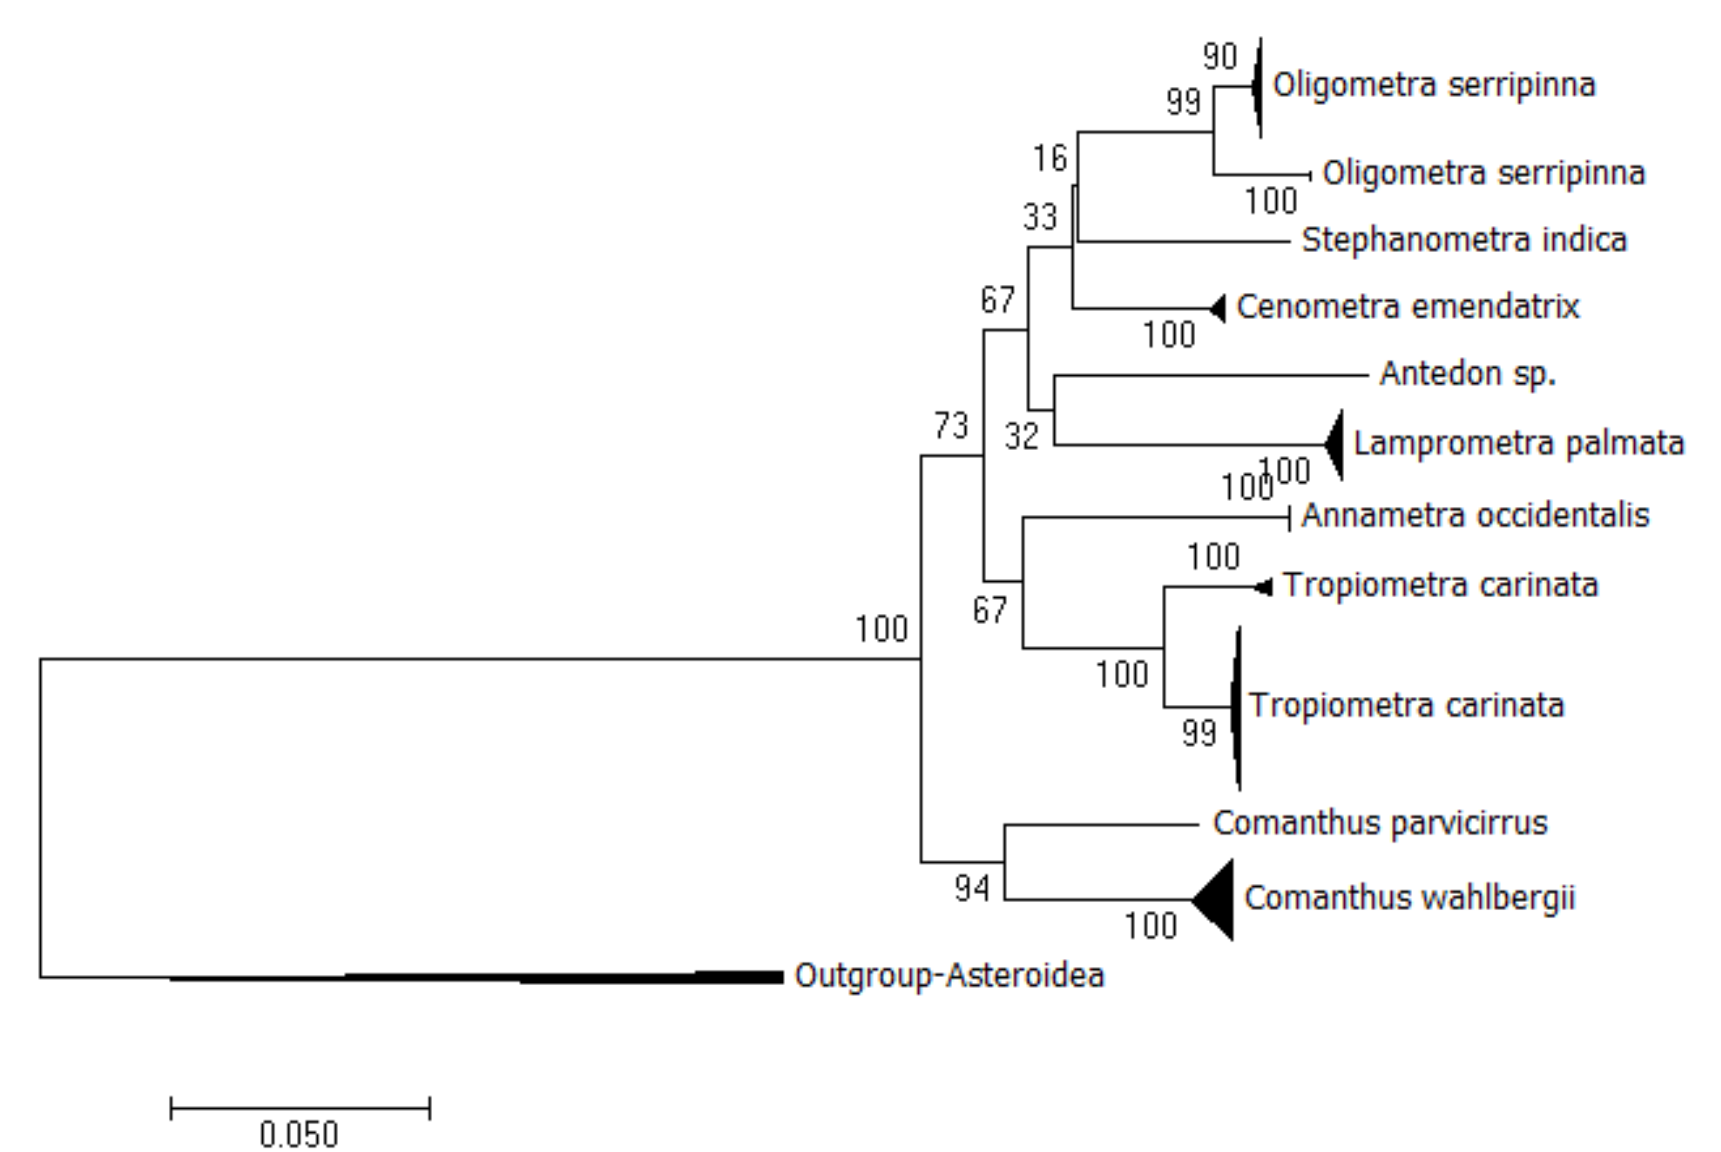 90
Oligometra serripinna
99
16
Oligometra serripinna
100
33
Stephanometra indica
67
Cenometra emendatrix
100
Antedon sp.
73
32
Lamprometra palmata
100
100
Annametra occidentalis
100
Tropiometra carinata
67
100
100
Tropiometra carinata
99
Comanthus parvicirrus
94
Comanthus wahlbergii
100
Outgroup-Asteroidea
0.050